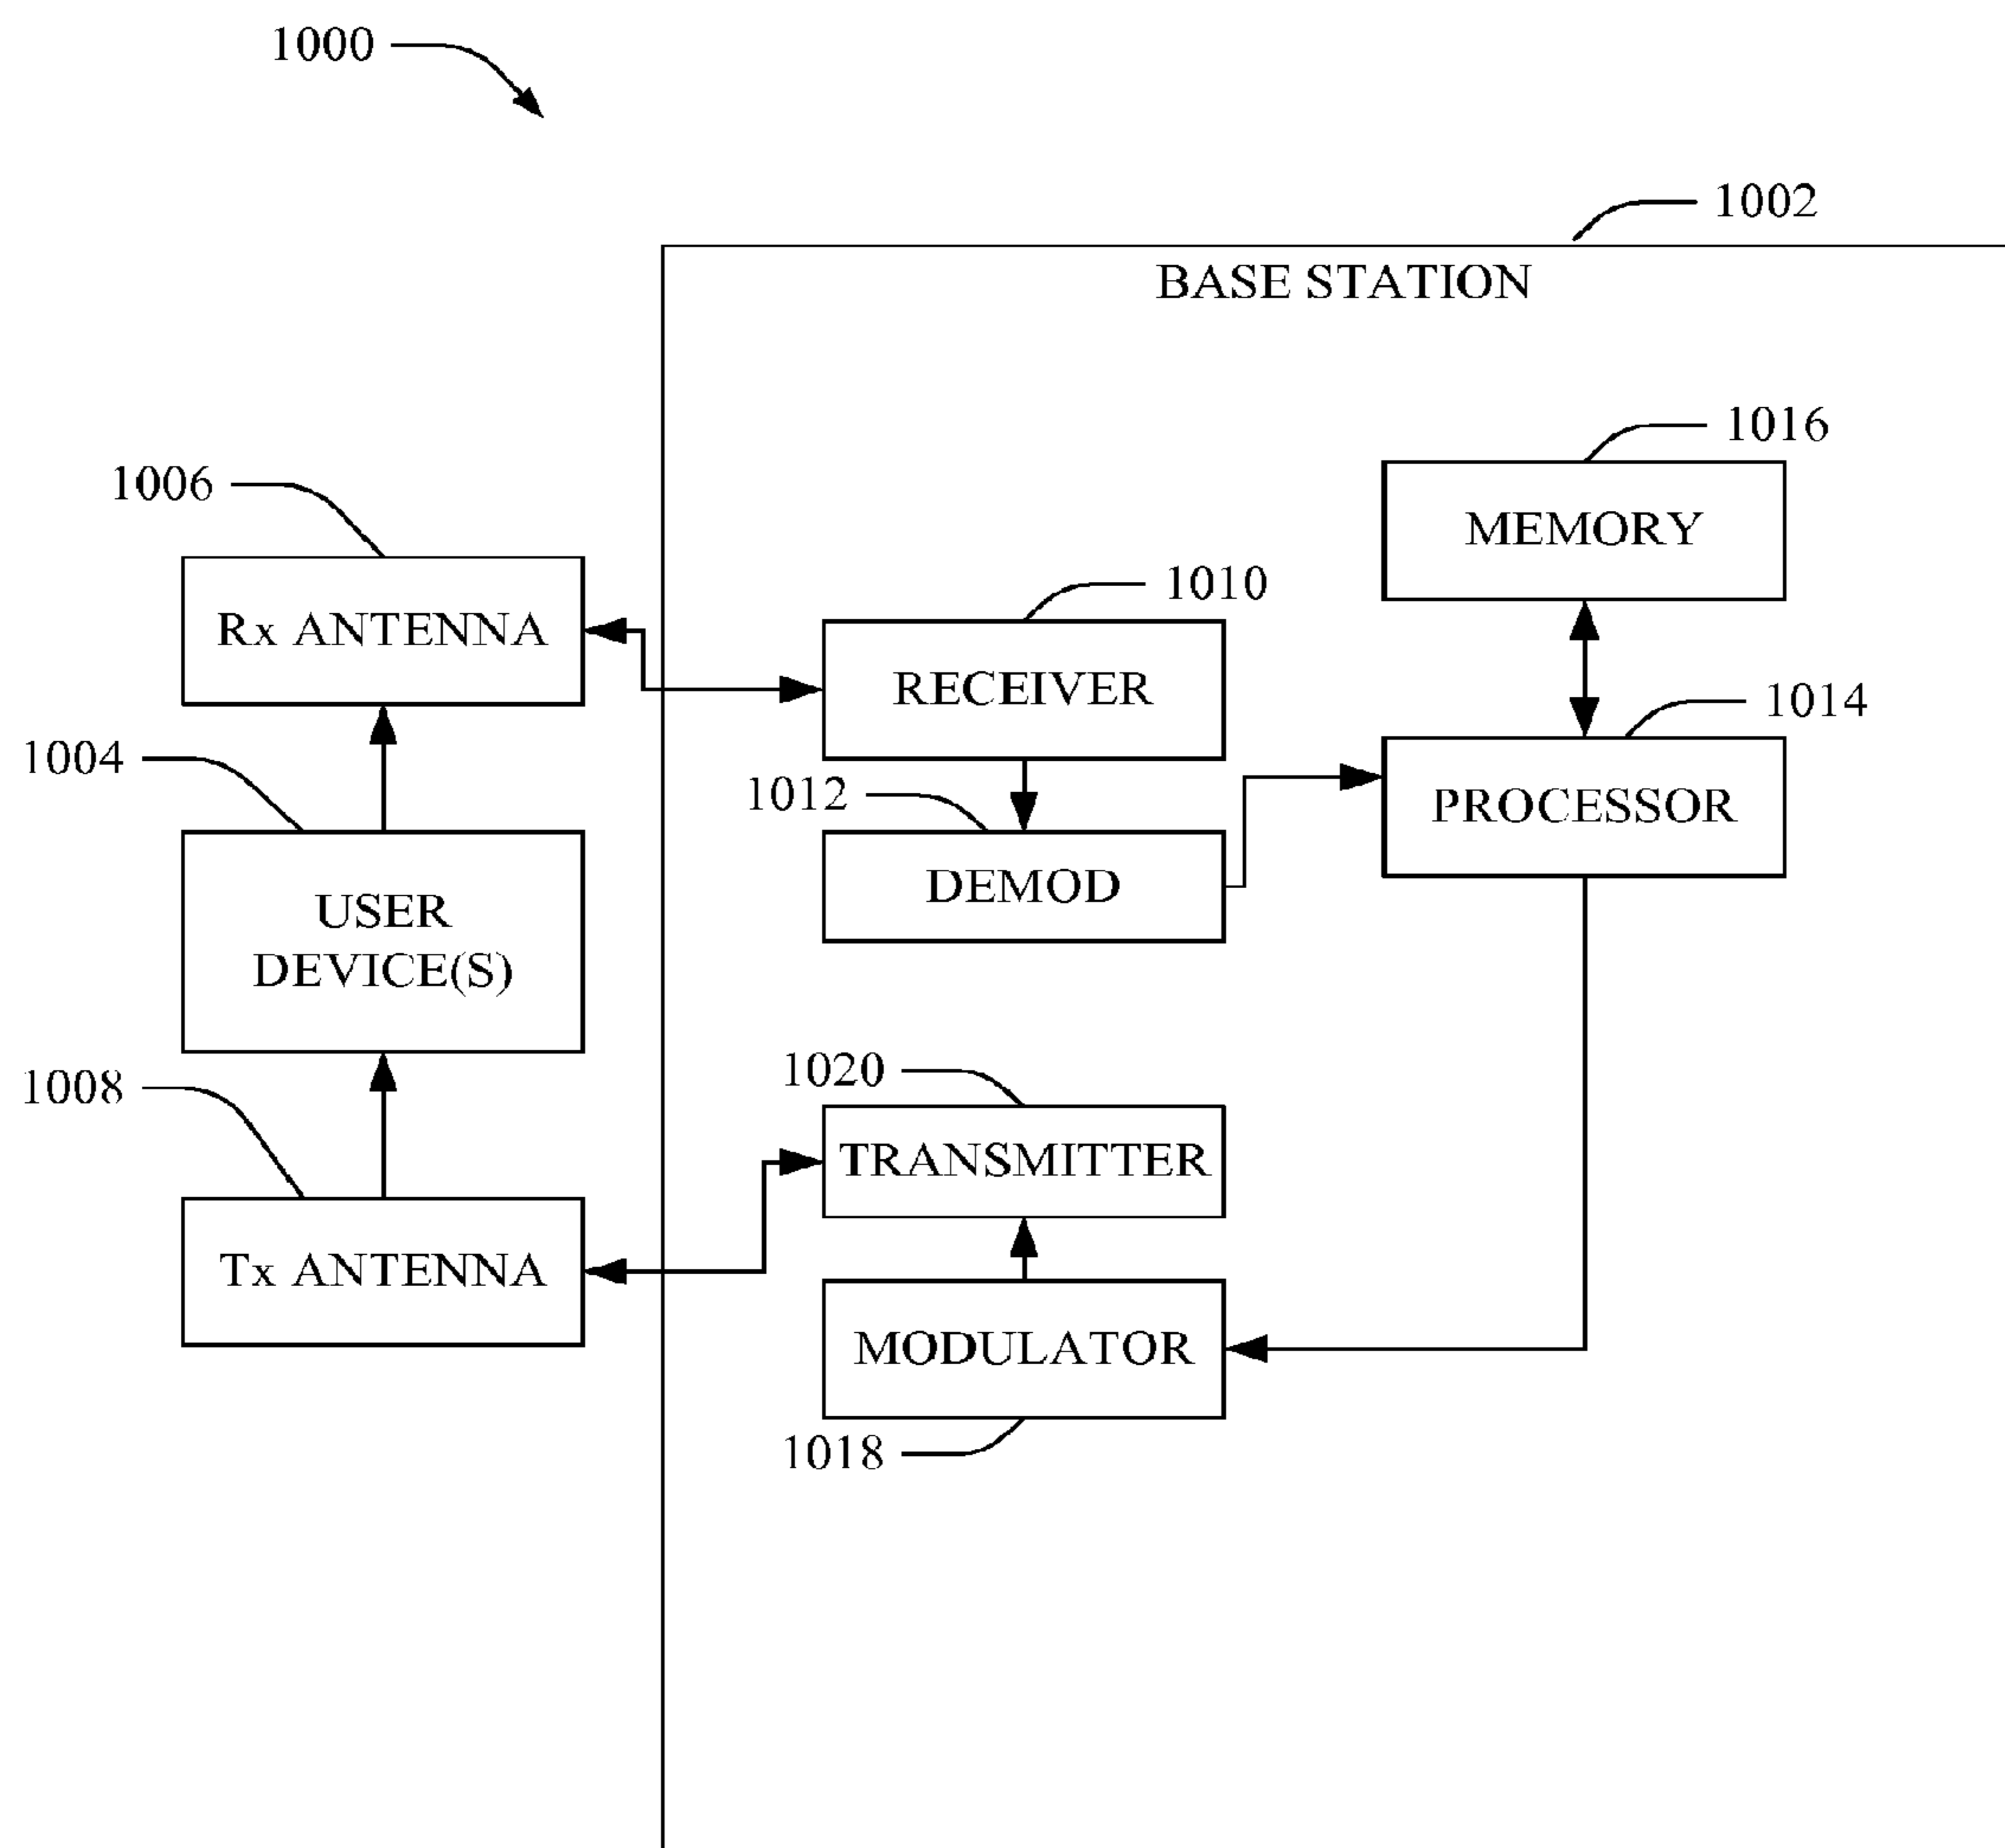 1000
1002
BASE STATION
1016
MEMORY
1006
Rx ANTENNA
1010
RECEIVER
1014
PROCESSOR
1004
USER
DEVICE(S)
1012
DEMOD
1020
TRANSMITTER
1008
Tx ANTENNA
MODULATOR
1018